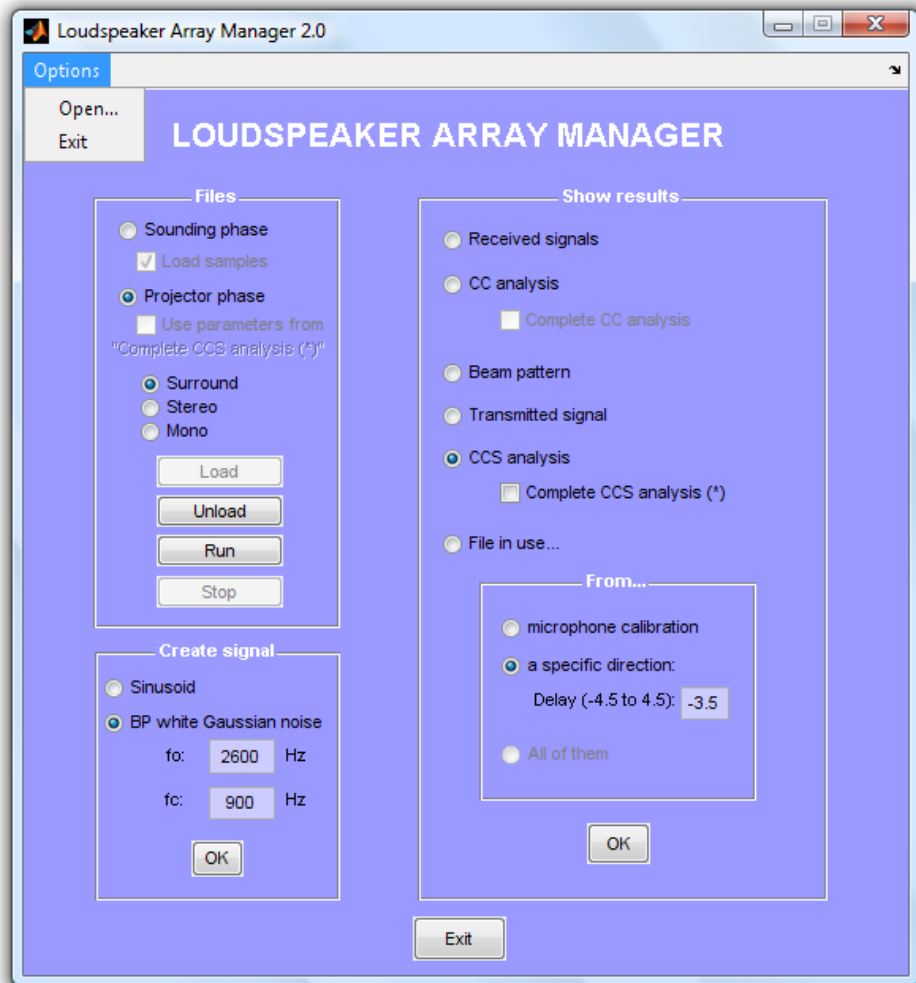 Loudspeaker Array Manager 2.0
Options
Open...
Exit
LOUDSPEAKER ARRAY MANAGER
Files
Sounding phase
Load samples
Projector phase
Use parameters from
"Complete CCS analysis (*)"
Surround
Stereo
Mono
Load
Unload
Run
Stop
Create signal
Sinusoid
BP white Gaussian noise
fo: 2600 Hz
fc: 900 Hz
OK
Show results
Received signals
CC analysis
Complete CC analysis
Beam pattern
Transmitted signal
CCS analysis
Complete CCS analysis (*)
File in use...
From...
microphone calibration
a specific direction:
Delay (-4.5 to 4.5): -3.5
All of them
OK
Exit